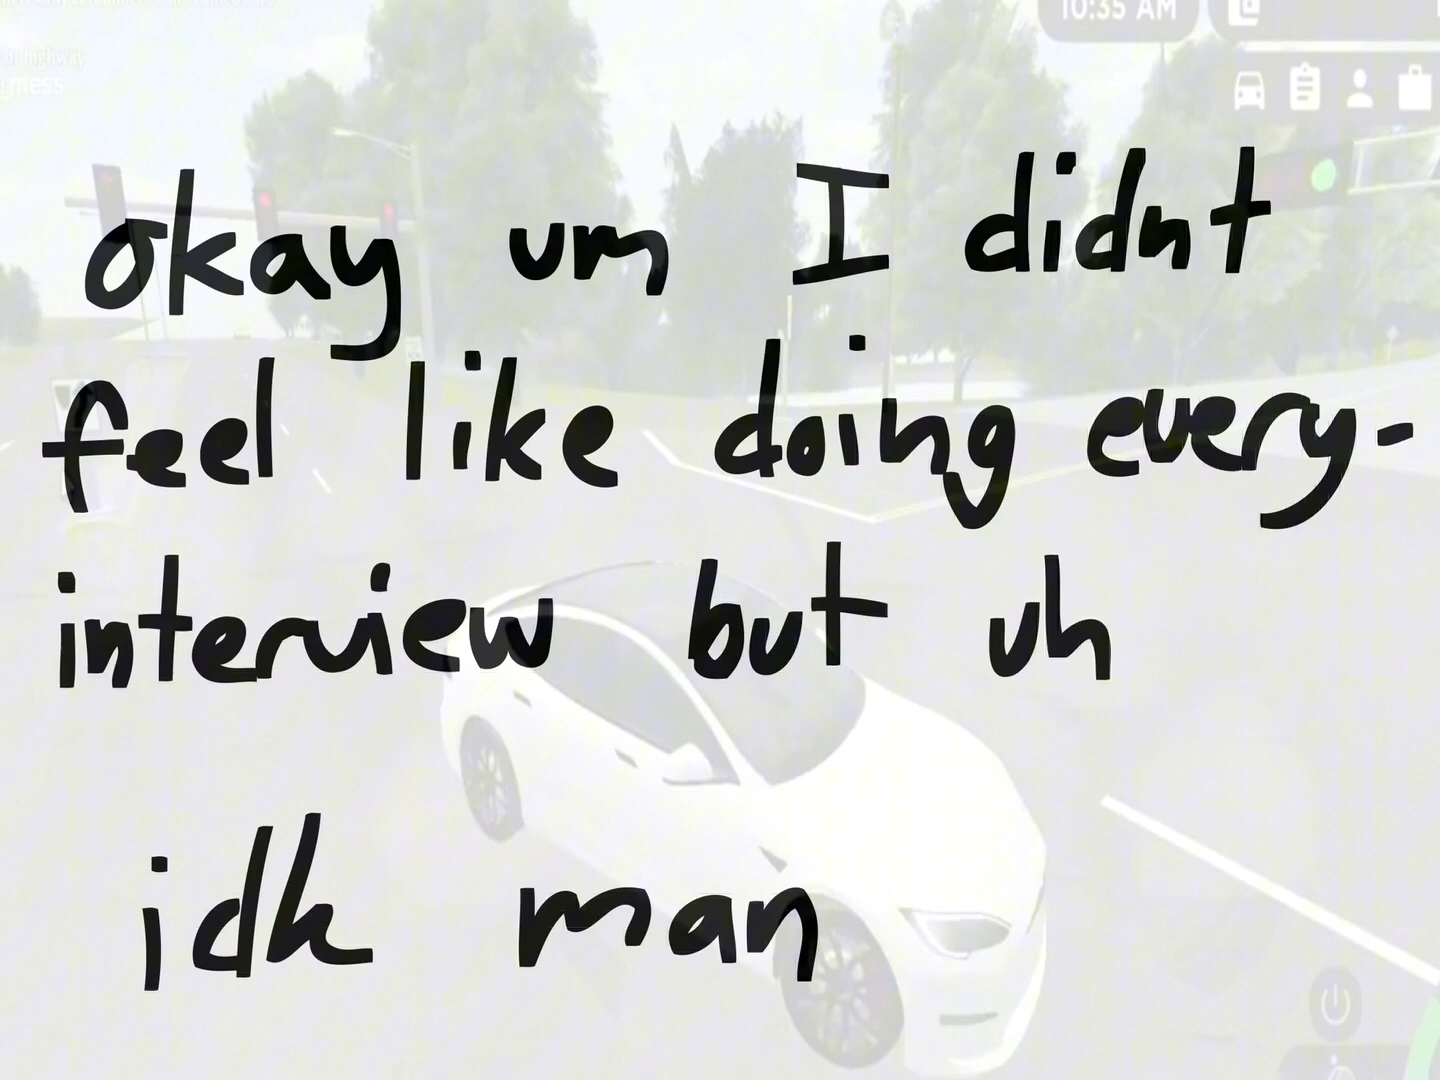 10:35 AM
okay um I didnt
feel like doing every-
interview but uh
idk man